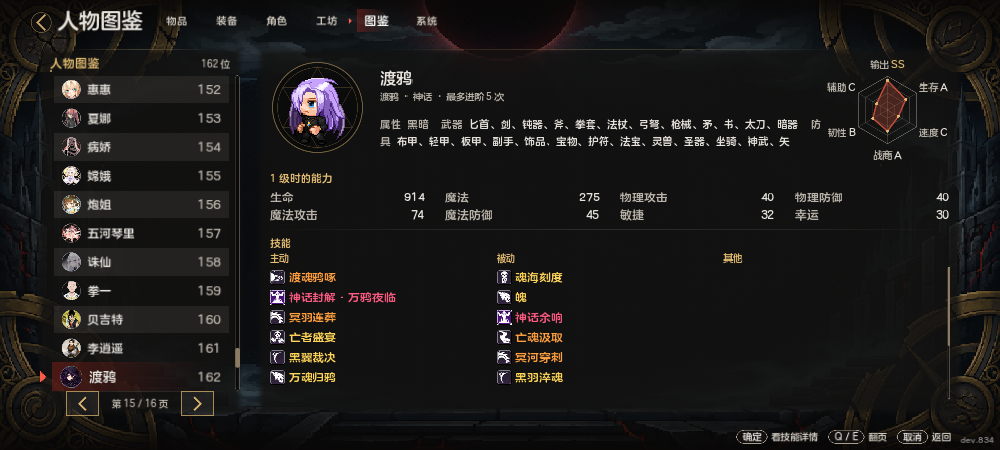 人物图鉴 物品 装备 角色 工坊 图鉴 系统
人物图鉴 162 位
惠惠 152
夏娜 153
病娇 154
嫦娥 155
炮姐 156
五河琴里 157
诛仙 158
拳一 159
贝吉特 160
李逍遥 161
渡鸦 162
第 15 / 16 页
渡鸦
渡鸦 · 神话 · 最多进阶 5 次
属性 黑暗 武器 匕首、剑、钝器、斧、拳套、法杖、弓弩、枪械、矛、书、太刀、暗器 防
具 布甲、轻甲、板甲、副手、饰品、宝物、护符、法宝、灵兽、圣器、坐骑、神武、矢
输出 SS
生存 A
速度 C
战商 A
韧性 B
辅助 C
1 级时的能力
生命 914 魔法 275 物理攻击 40 物理防御 40
魔法攻击 74 魔法防御 45 敏捷 32 幸运 30
技能
主动 被动 其他
渡魂鸦啄 魂海刻度
神话封解 · 万鸦夜临 魄
冥羽连葬 神话余响
亡者盛宴 亡魂汲取
黑翼裁决 冥河穿刺
万魂归鸦 黑羽淬魂
确定 看技能详情 Q / E 翻页 取消 返回 dev.834